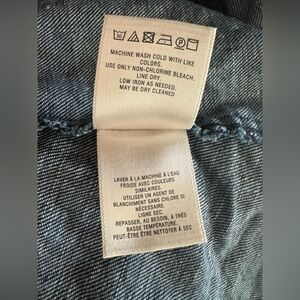 MACHINE WASH COLD WITH LIKE
COLORS.
USE ONLY NON-CHLORINE BLEACH.
LINE DRY.
LOW IRON AS NEEDED.
MAY BE DRY CLEANED
LAVER À LA MACHINE À L'EAU
FROIDE AVEC COULEURS
SIMILAIRES.
UTILISER UN AGENT DE
BLANCHIMENT SANS CHLORE SI
NÉCESSAIRE.
LIGNE SEC.
REPASSER, AU BESOIN, À TRÈS
BASSE TEMPÉRATURE.
PEUT-ÊTRE NETTOYER À SEC